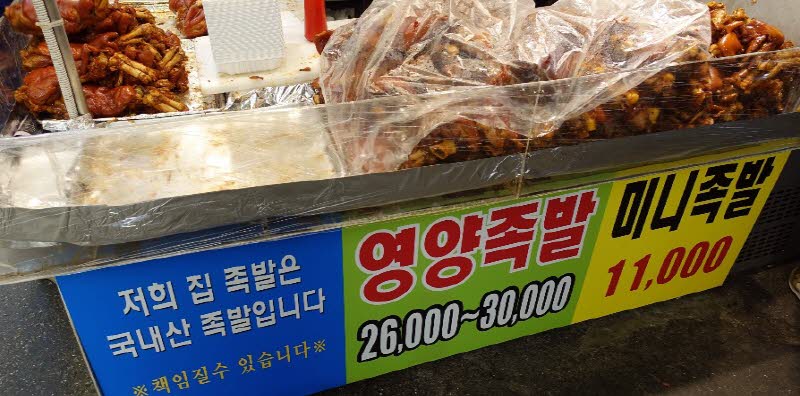 저희 집 족발은
국내산 족발입니다
※책임질수 있습니다※
영양족발
26,000~30,000
미니족발
11,000